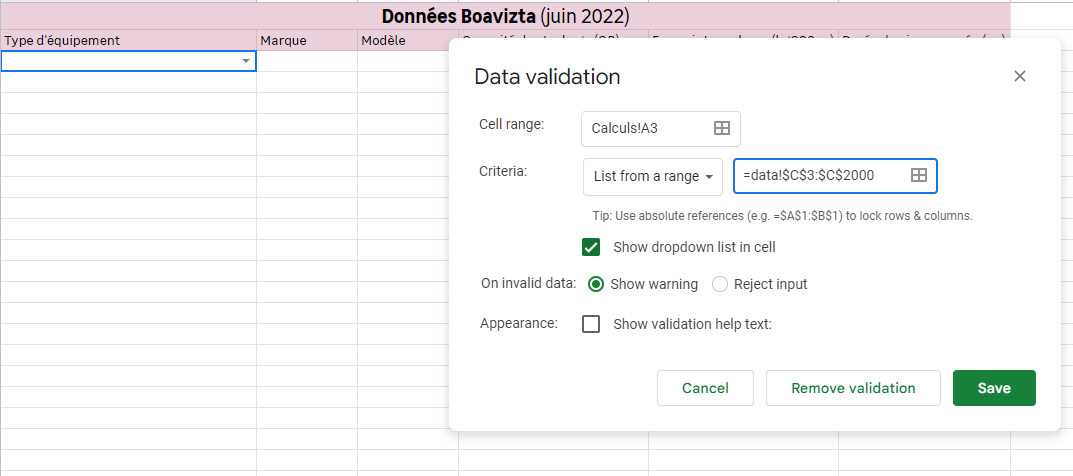 Données Boavizta (juin 2022)
Type d'équipement Marque Modèle
Data validation
Cell range: Calculs!A3
Criteria: List from a range =data!$C$3:$C$2000
Tip: Use absolute references (e.g. =$A$1:$B$1) to lock rows & columns.
Show dropdown list in cell
On invalid data: Show warning Reject input
Appearance: Show validation help text:
Cancel Remove validation Save